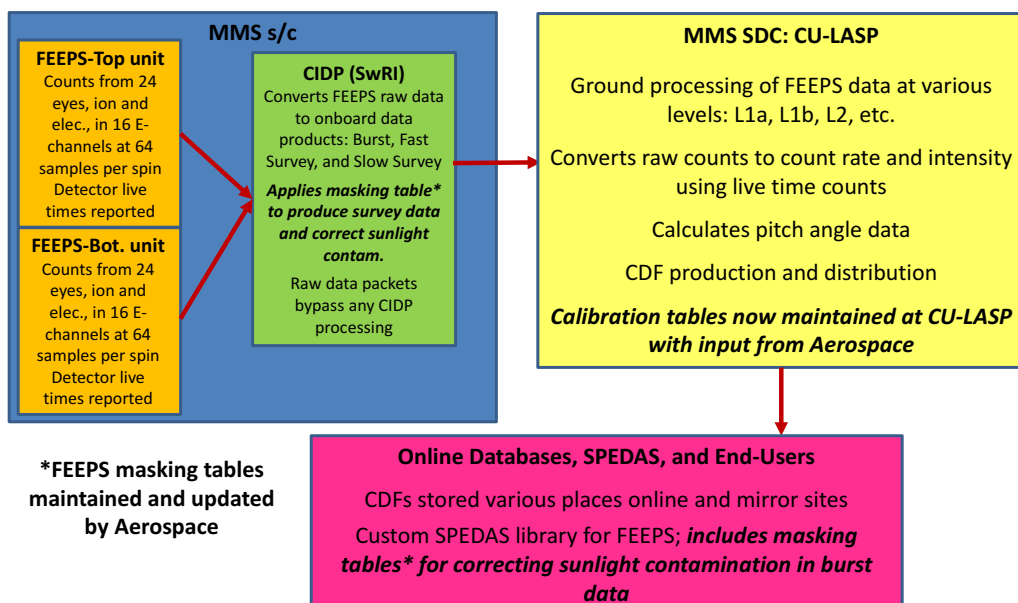 MMS s/c
FEEPS-Top unit
Counts from 24
eyes, ion and
elec., in 16 E-
channels at 64
samples per spin
Detector live
times reported
FEEPS-Bot. unit
Counts from 24
eyes, ion and
elec., in 16 E-
channels at 64
samples per spin
Detector live
times reported
CIDP (SwRI)
Converts FEEPS raw data
to onboard data
products: Burst, Fast
Survey, and Slow Survey
Applies masking table*
to produce survey data
and correct sunlight
contam.
Raw data packets
bypass any CIDP
processing
MMS SDC: CU-LASP
Ground processing of FEEPS data at various
levels: L1a, L1b, L2, etc.
Converts raw counts to count rate and intensity
using live time counts
Calculates pitch angle data
CDF production and distribution
Calibration tables now maintained at CU-LASP
with input from Aerospace
*FEEPS masking tables
maintained and updated
by Aerospace
Online Databases, SPEDAS, and End-Users
CDFs stored various places online and mirror sites
Custom SPEDAS library for FEEPS; includes masking
tables* for correcting sunlight contamination in burst
data